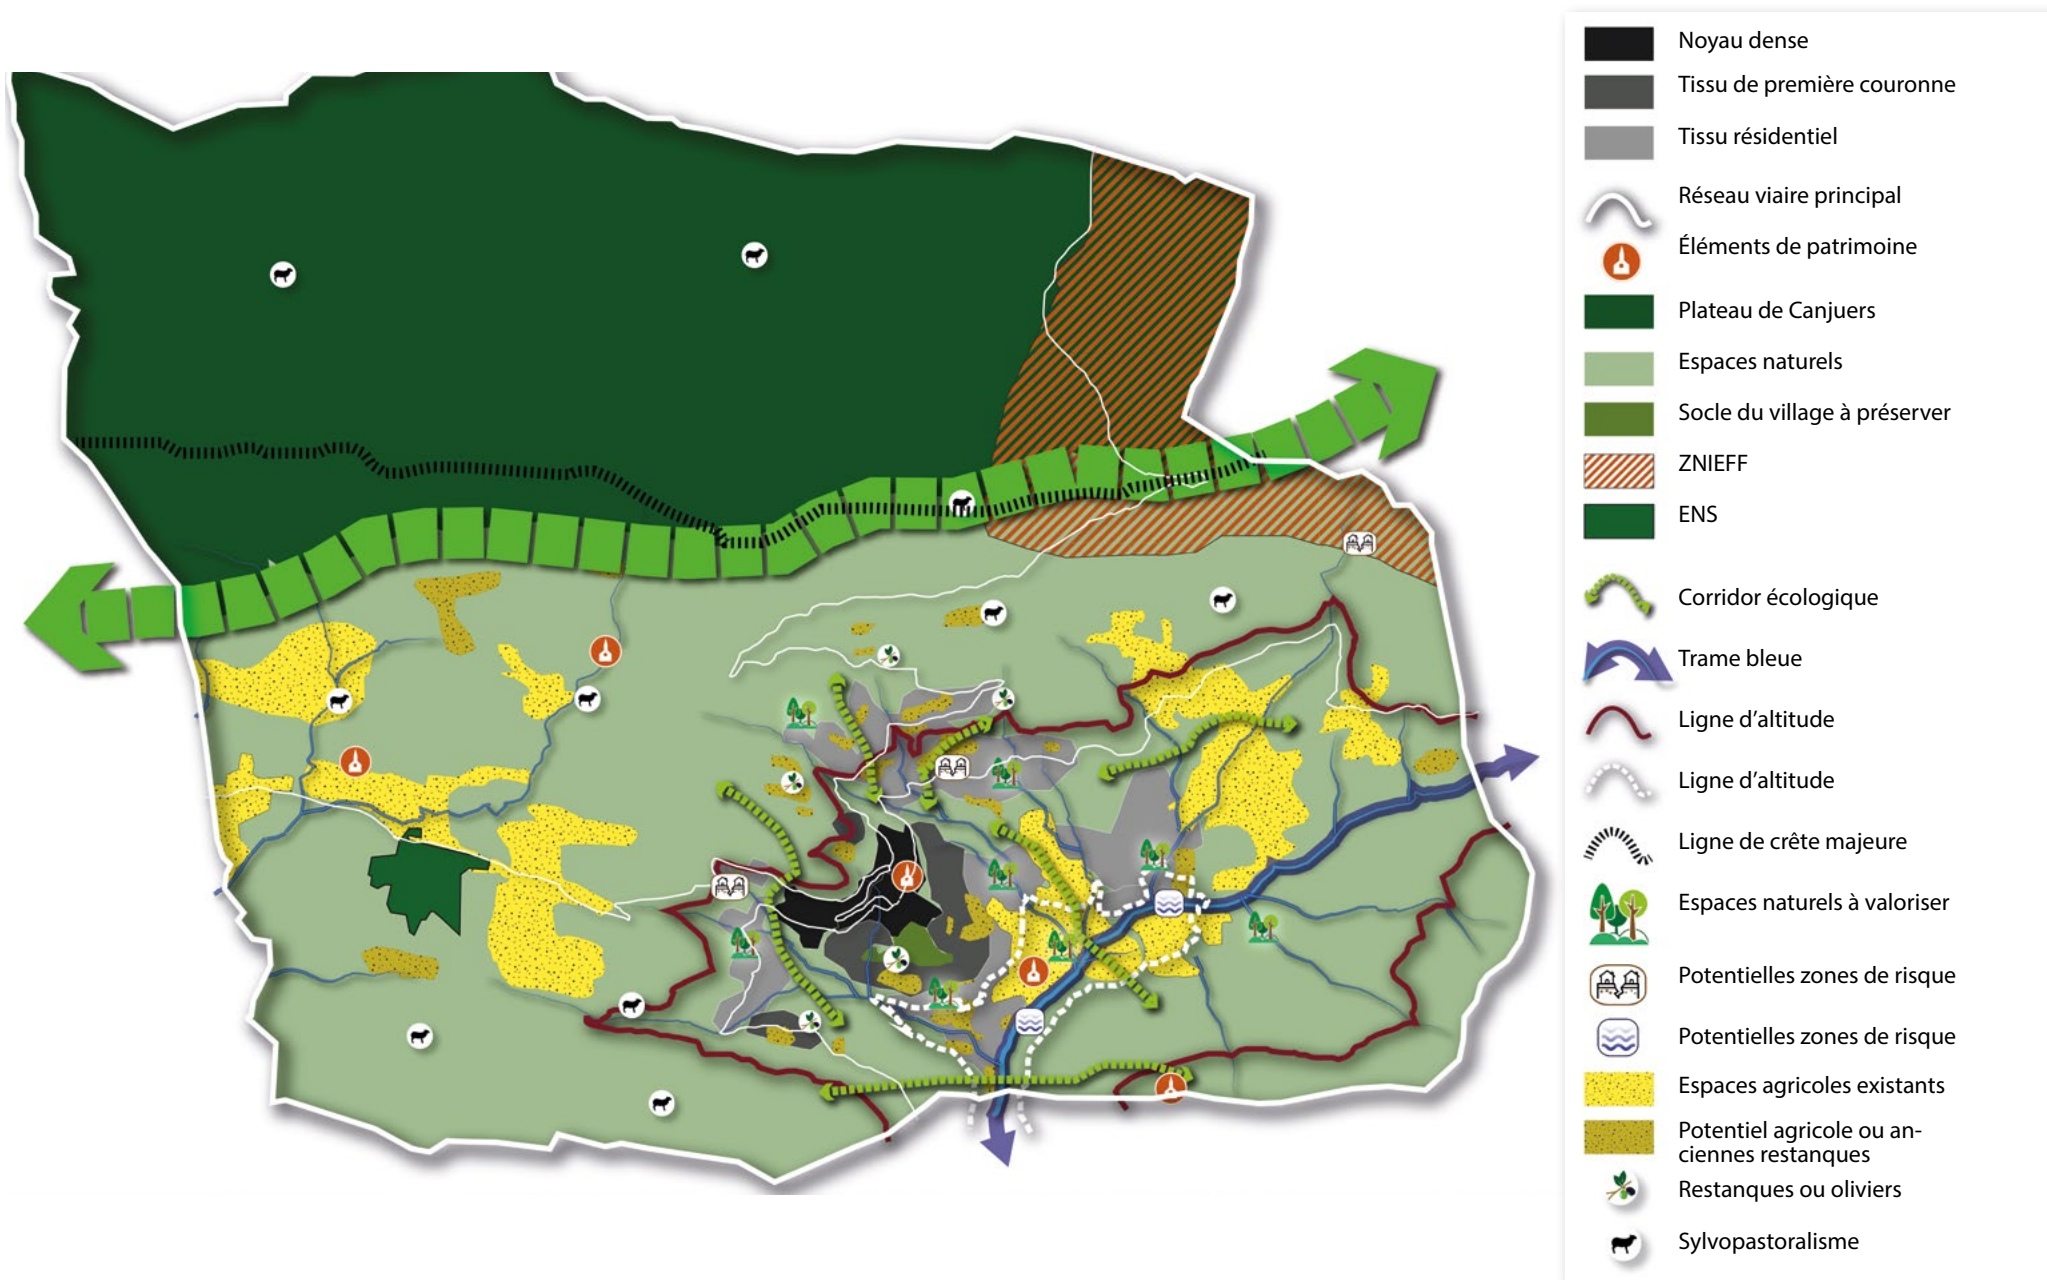 Noyau dense
Tissu de première couronne
Tissu résidentiel
Réseau viaire principal
Éléments de patrimoine
Plateau de Canjuers
Espaces naturels
Socle du village à préserver
ZNIEFF
ENS
Corridor écologique
Trame bleue
Ligne d'altitude
Ligne d'altitude
Ligne de crête majeure
Espaces naturels à valoriser
Potentielles zones de risque
Potentielles zones de risque
Espaces agricoles existants
Potentiel agricole ou an-
ciennes restanques
Restanques ou oliviers
Sylvopastoralisme